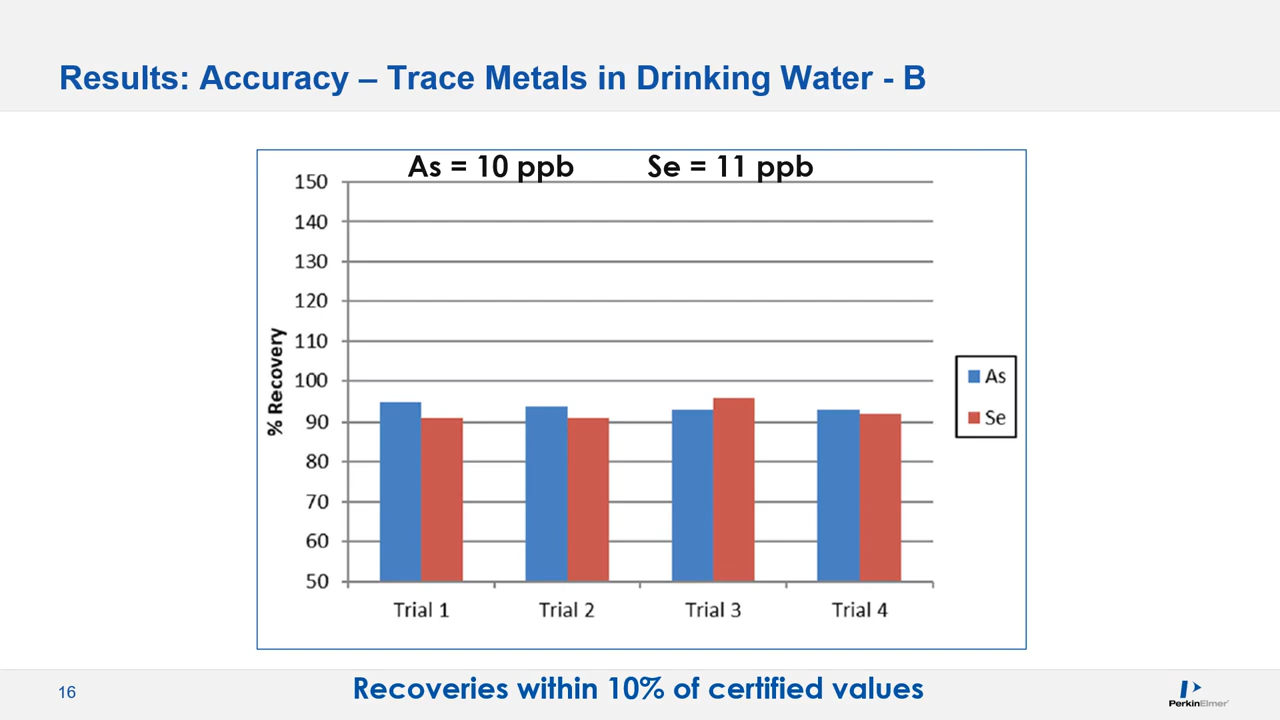 Results: Accuracy – Trace Metals in Drinking Water - B
As = 10 ppb Se = 11 ppb
150
140
130
120
110
100
90
80
70
60
50
% Recovery
As
Se
Trial 1 Trial 2 Trial 3 Trial 4
16
Recoveries within 10% of certified values
PerkinElmer